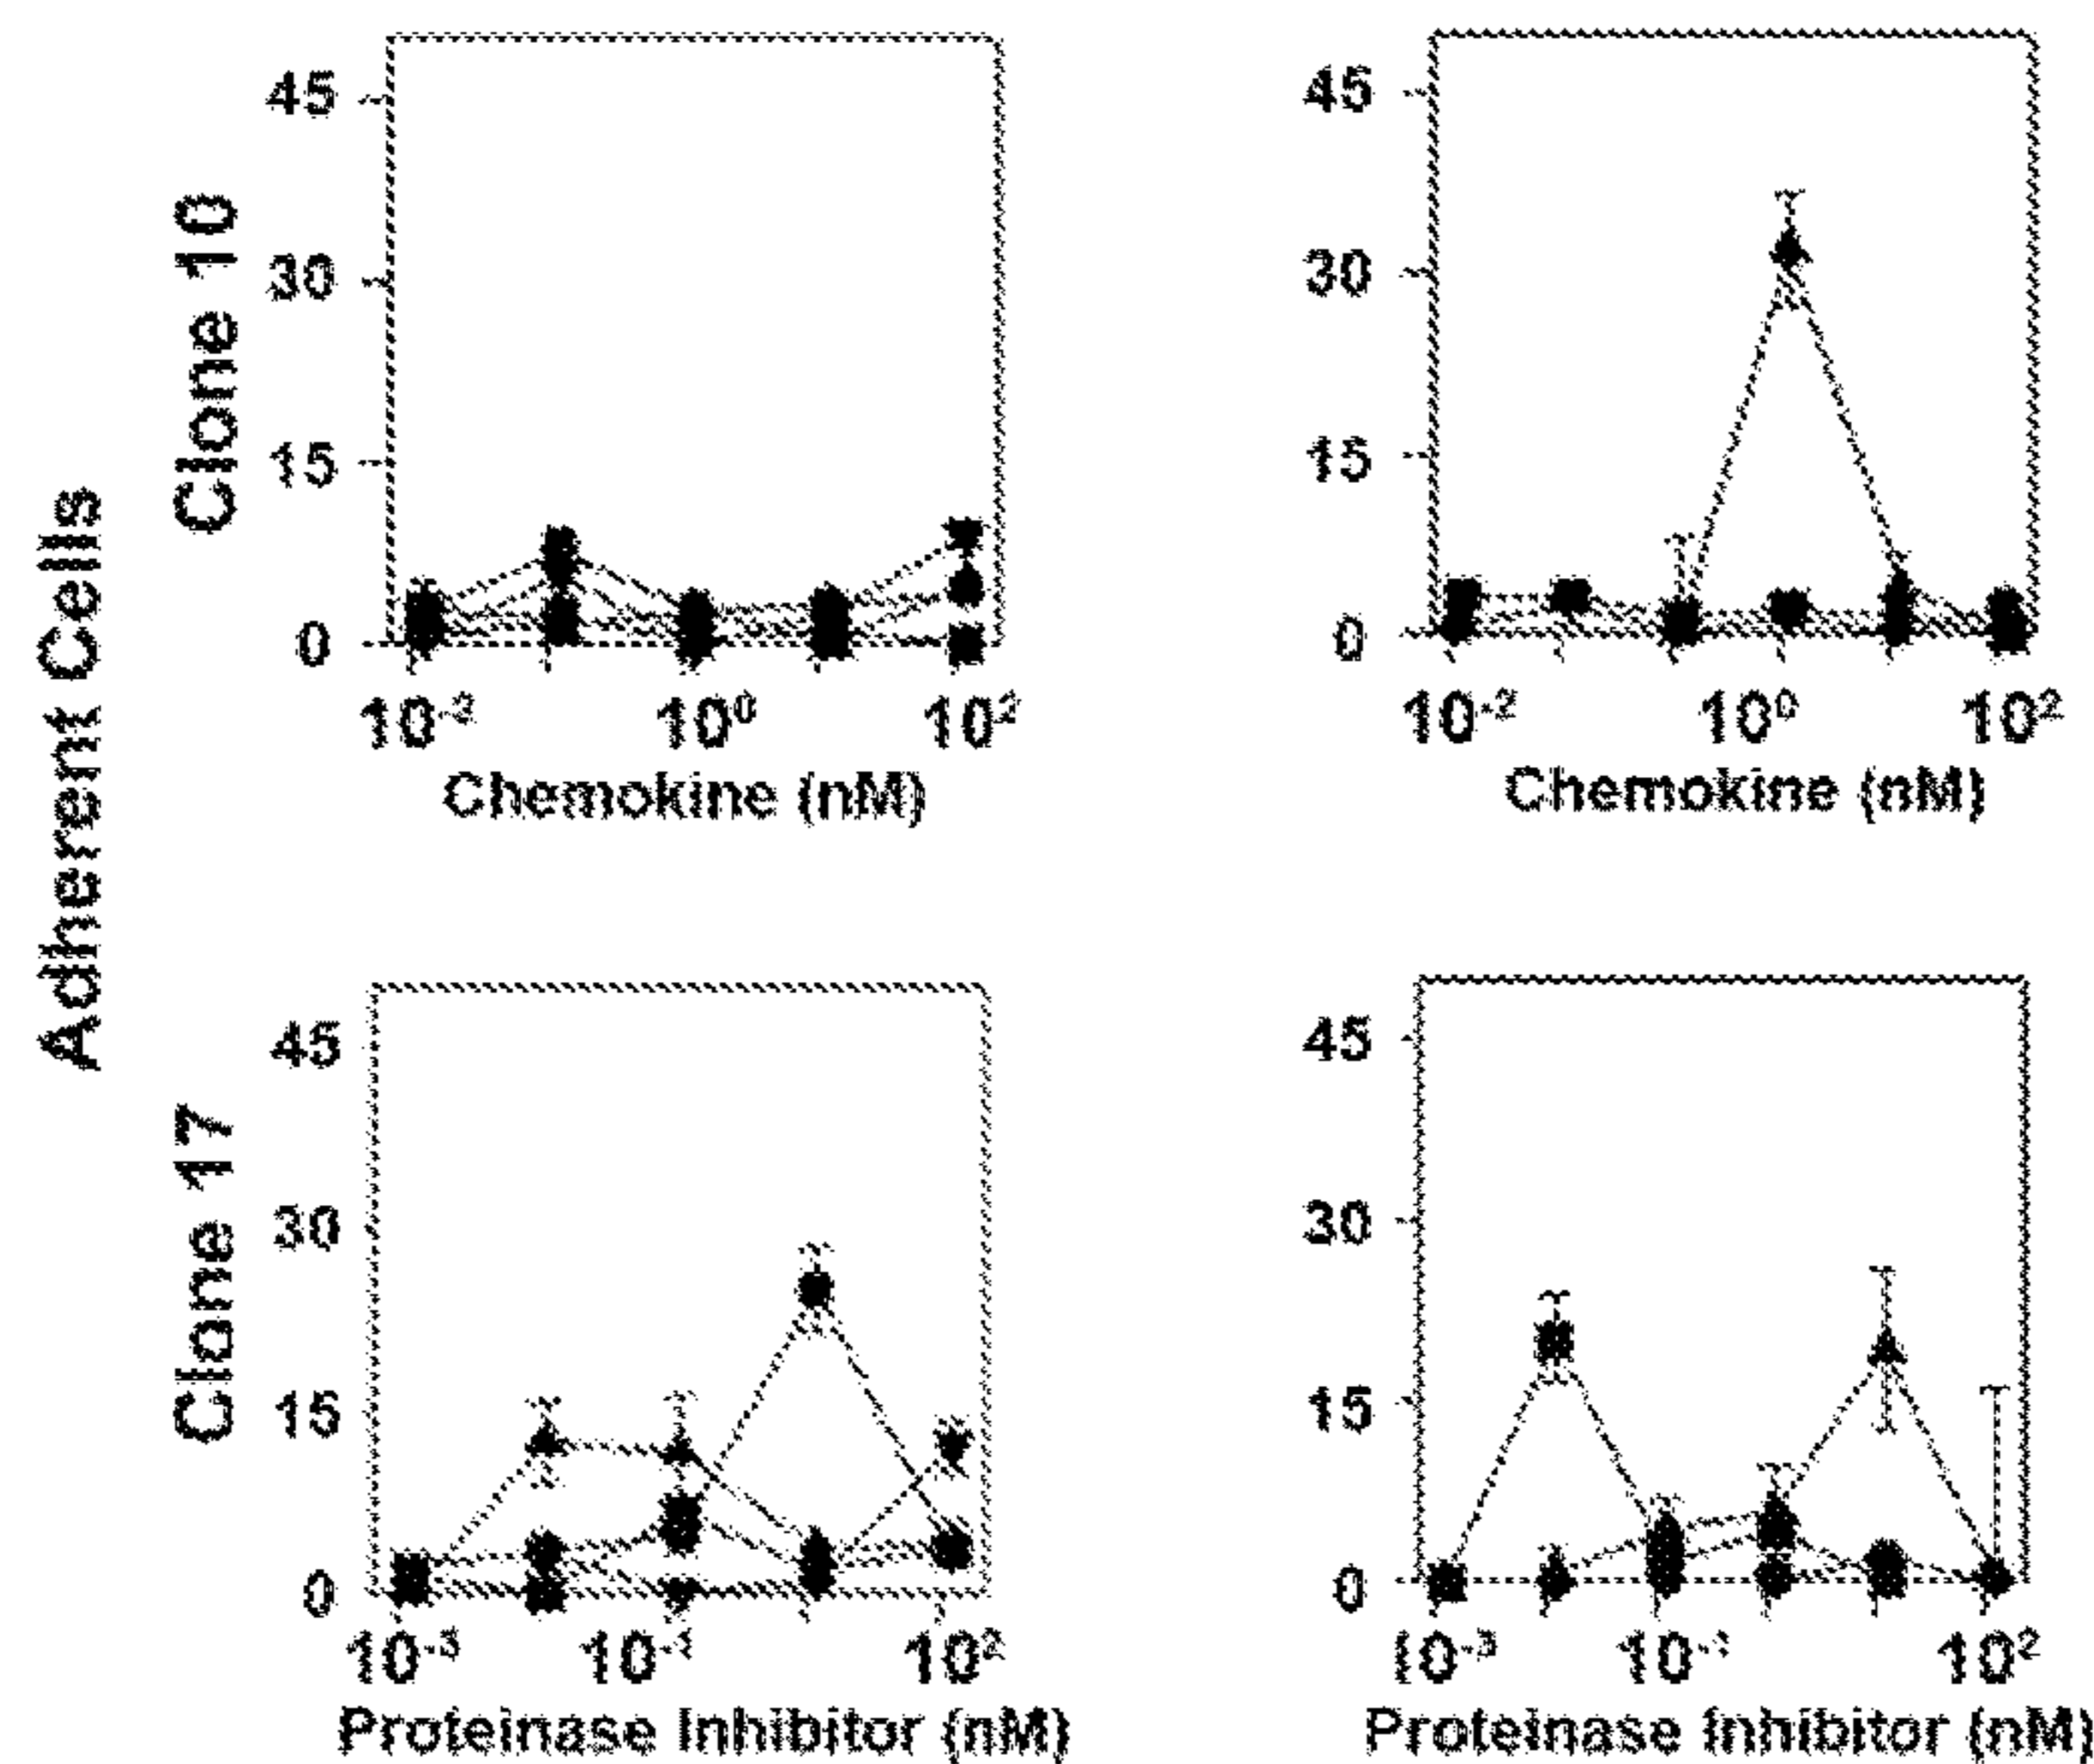 Adherent Cells
Clone 10
45
30
15
0
10⁻² 10⁰ 10²
Chemokine (nM)
45
30
15
0
10⁻² 10⁰ 10²
Chemokine (nM)
Clone 17
45
30
15
0
10⁻³ 10⁻¹ 10²
Proteinase Inhibitor (nM)
45
30
15
0
10⁻³ 10⁻¹ 10²
Proteinase Inhibitor (nM)